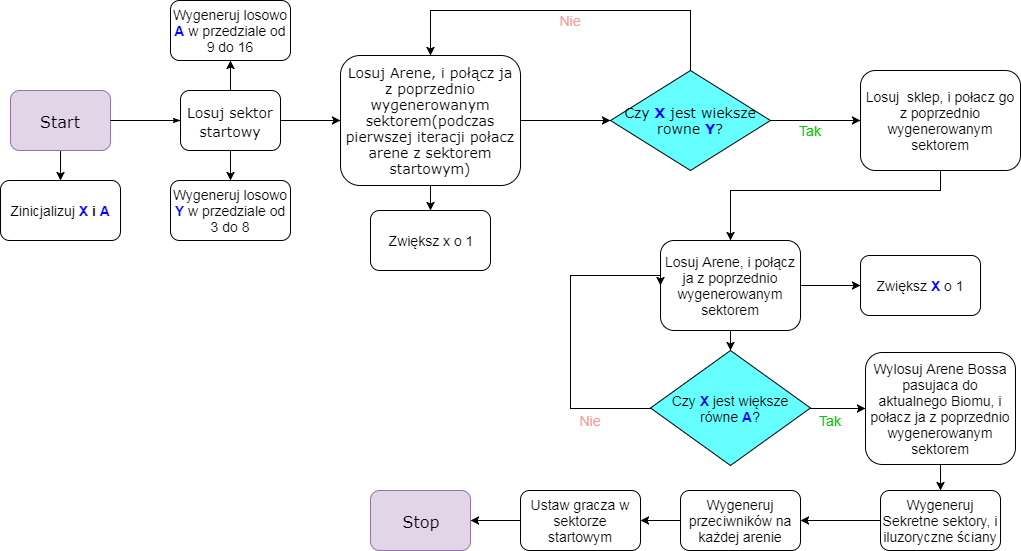 Start
Zinicjalizuj X i A
Wygeneruj losowo
A w przedziale od
9 do 16
Losuj sektor
startowy
Wygeneruj losowo
Y w przedziale od
3 do 8
Losuj Arene, i połącz ja
z poprzednio
wygenerowanym
sektorem(podczas
pierwszej iteracji połacz
arene z sektorem
startowym)
Zwiększ x o 1
Nie
Czy X jest wieksze
rowne Y?
Tak
Losuj  sklep, i połacz go
z poprzednio
wygenerowanym
sektorem
Losuj Arene, i połącz
ja z poprzednio
wygenerowanym
sektorem
Zwiększ X o 1
Czy X jest większe
równe A?
Nie
Tak
Wylosuj Arene Bossa
pasujaca do
aktualnego Biomu, i
połacz ja z poprzednio
wygenerowanym
sektorem
Wygeneruj
Sekretne sektory, i
iluzoryczne ściany
Wygeneruj
przeciwników na
każdej arenie
Ustaw gracza w
sektorze
startowym
Stop